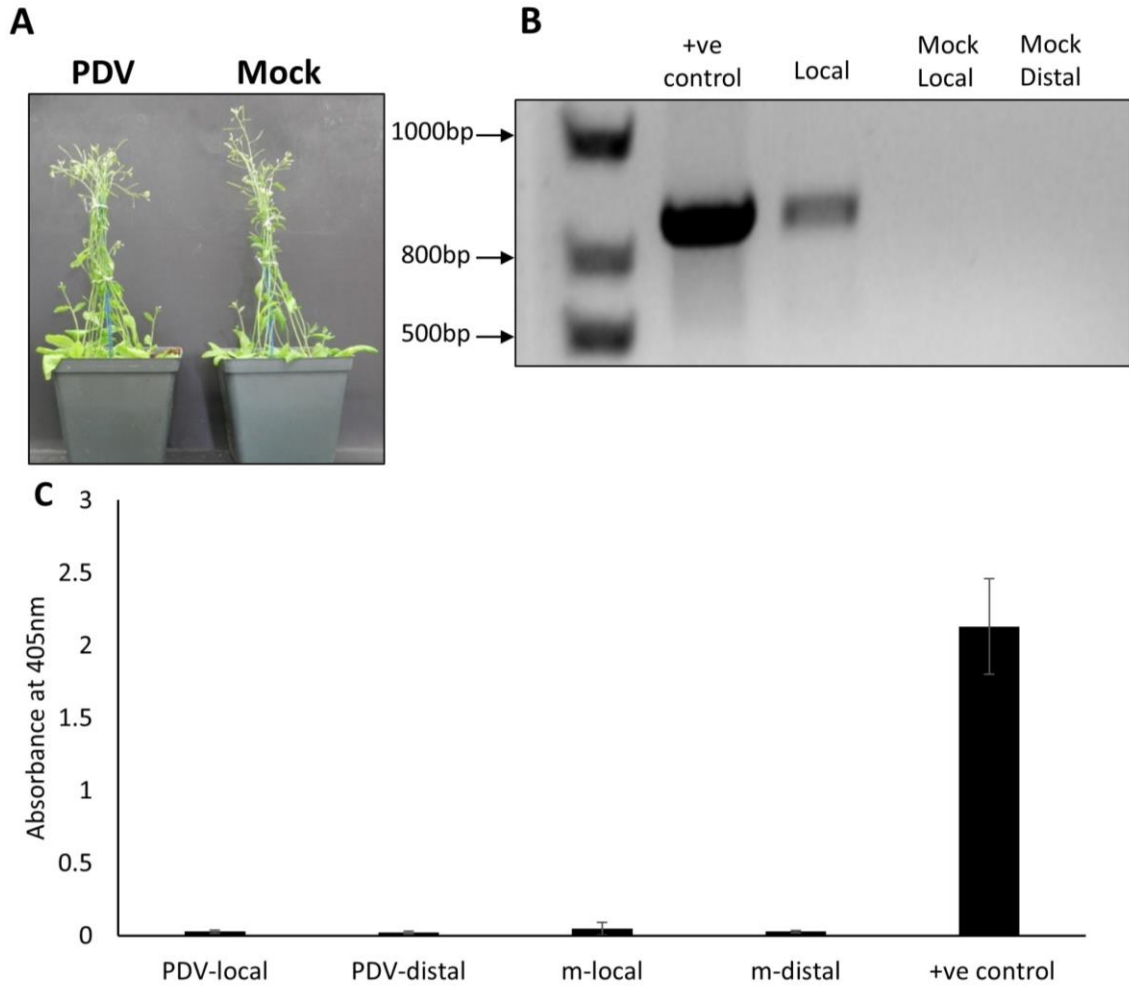 A
PDV Mock
B
+ve
control
Local
Mock
Local
Mock
Distal
1000bp
800bp
500bp
C
Absorbance at 405nm
3
2.5
2
1.5
1
0.5
0
PDV-local PDV-distal m-local m-distal +ve control